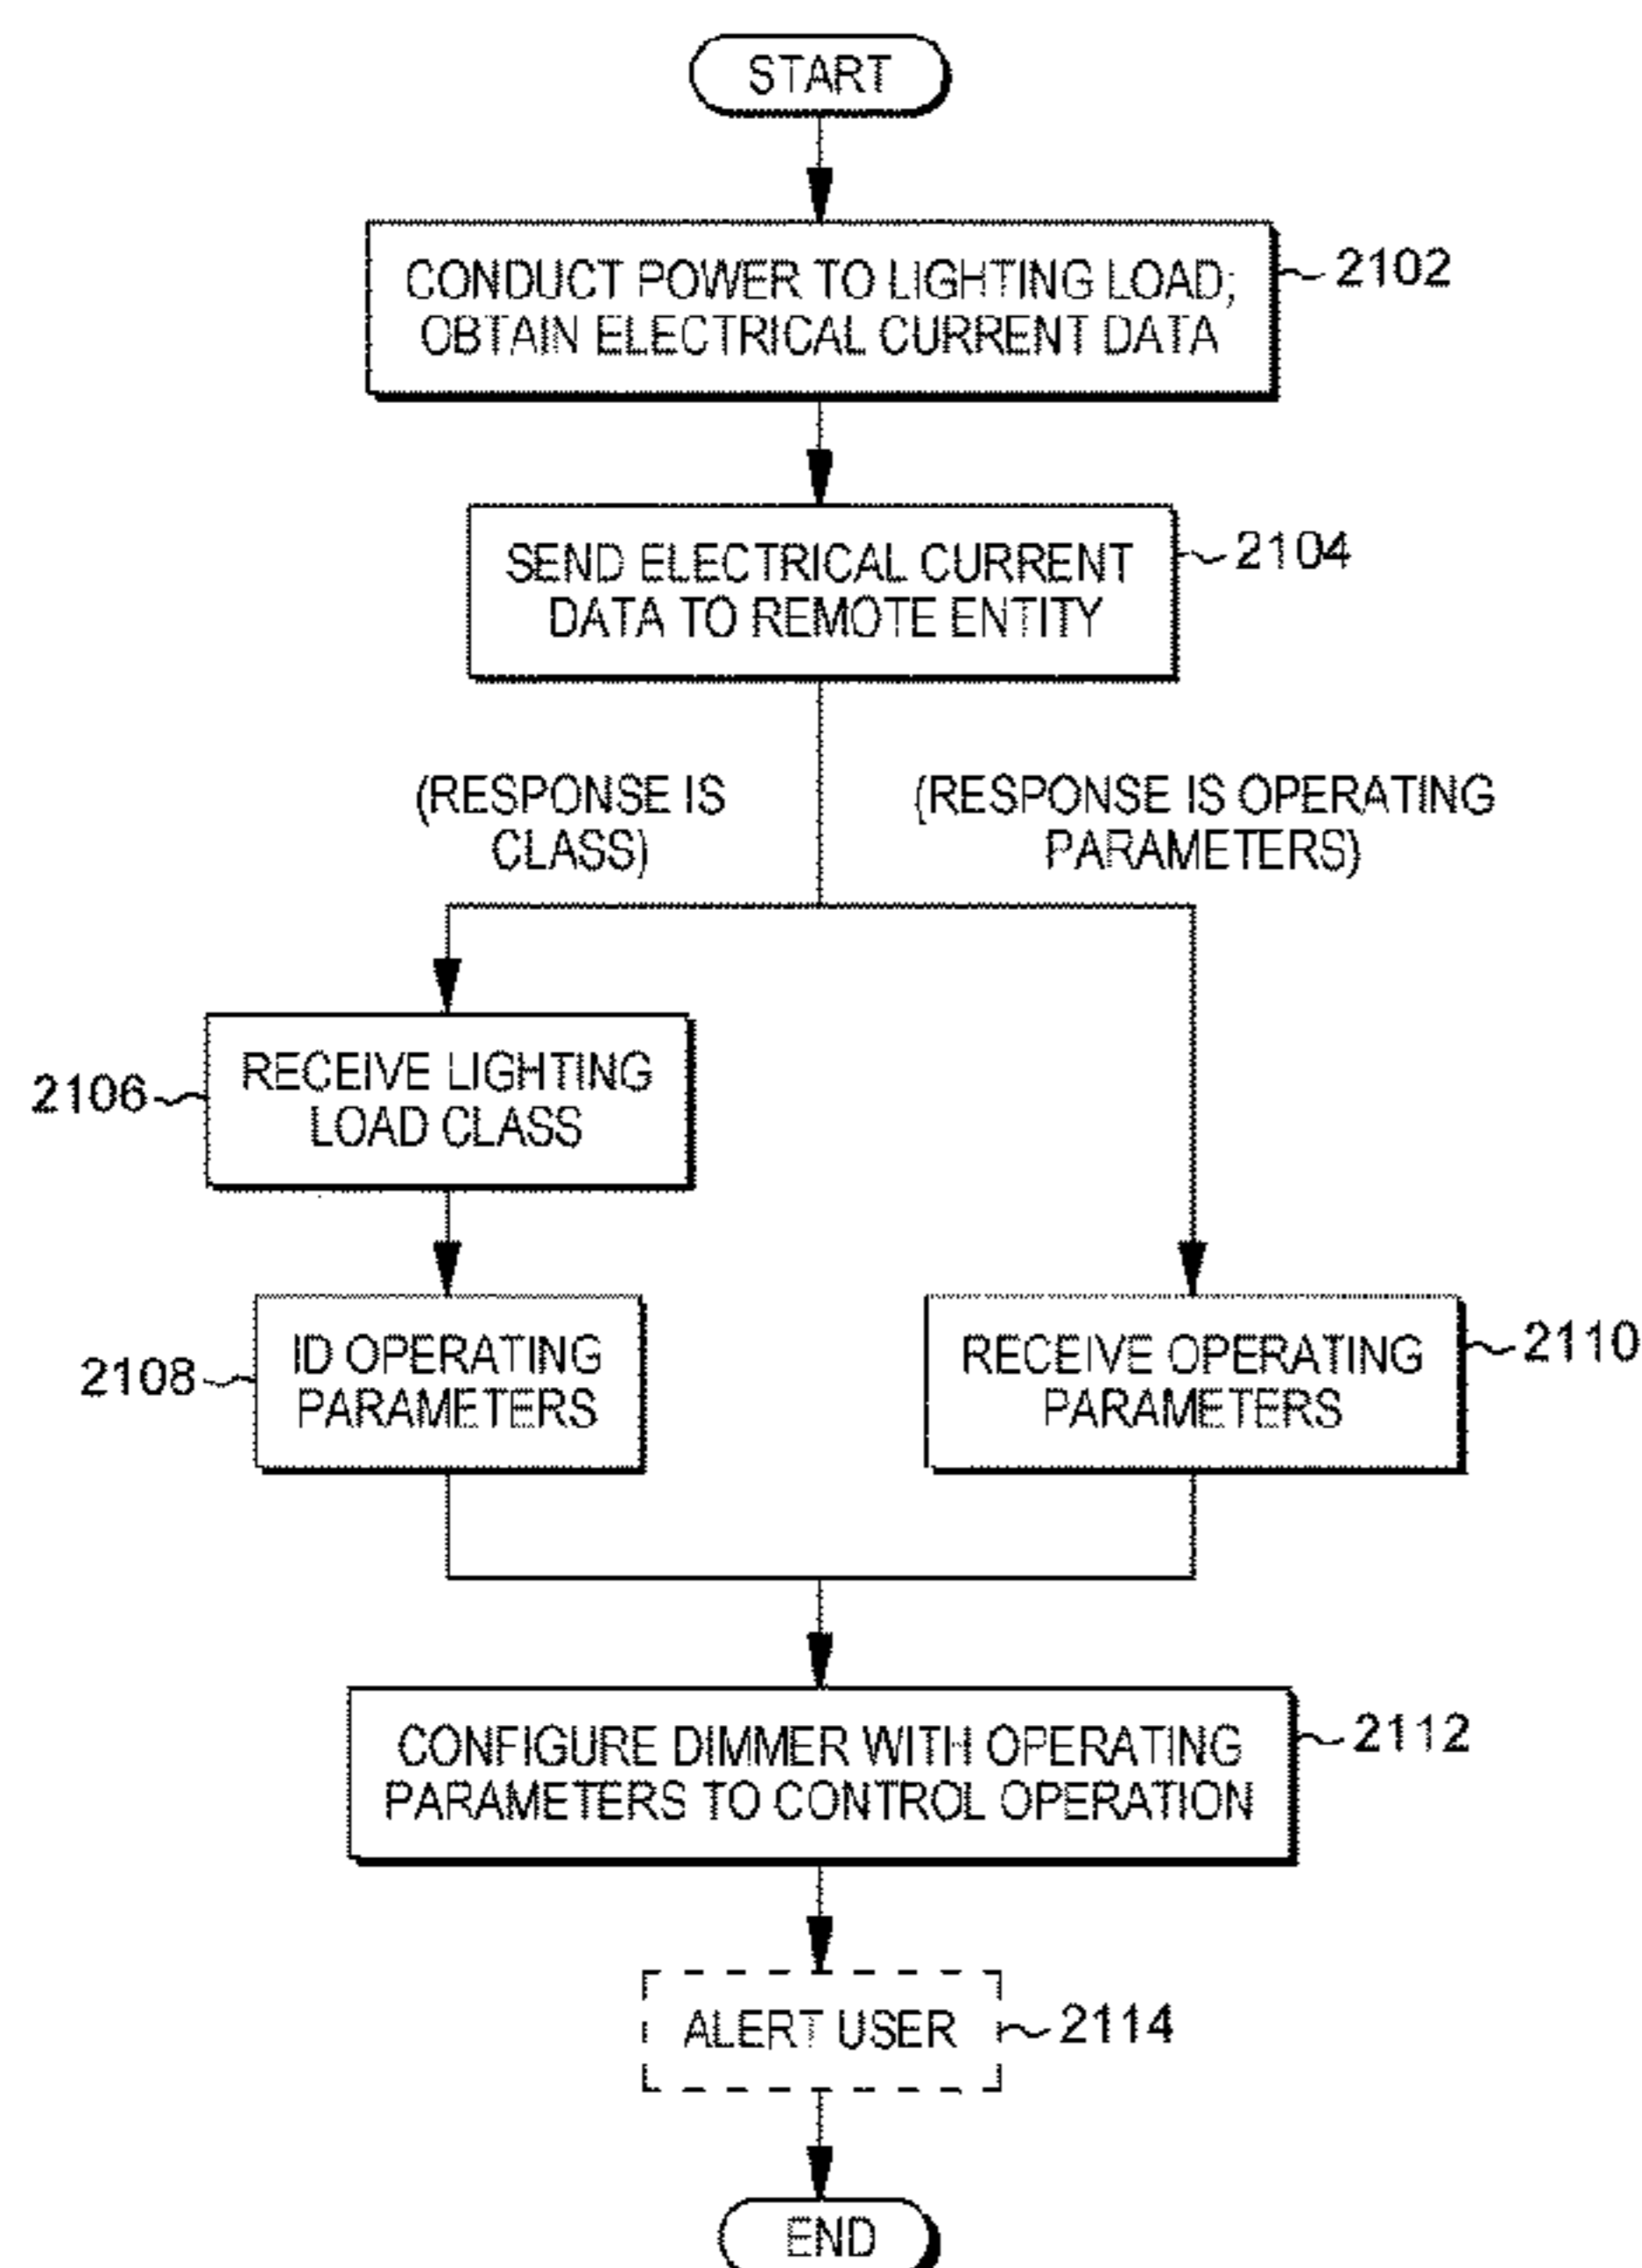 START
CONDUCT POWER TO LIGHTING LOAD;
OBTAIN ELECTRICAL CURRENT DATA
2102
SEND ELECTRICAL CURRENT
DATA TO REMOTE ENTITY
2104
(RESPONSE IS
CLASS)
(RESPONSE IS OPERATING
PARAMETERS)
RECEIVE LIGHTING
LOAD CLASS
2106
ID OPERATING
PARAMETERS
2108
RECEIVE OPERATING
PARAMETERS
2110
CONFIGURE DIMMER WITH OPERATING
PARAMETERS TO CONTROL OPERATION
2112
ALERT USER
2114
END